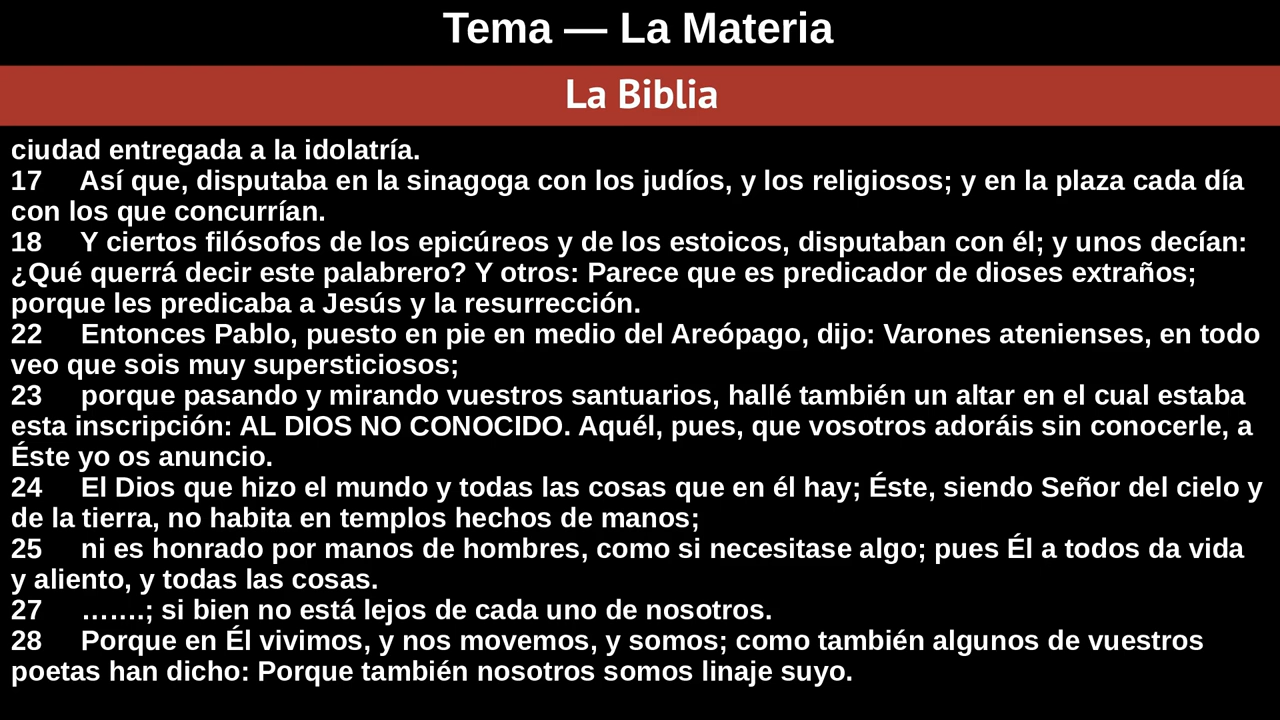 Tema — La Materia
La Biblia
ciudad entregada a la idolatría.
17 Así que, disputaba en la sinagoga con los judíos, y los religiosos; y en la plaza cada día
con los que concurrían.
18 Y ciertos filósofos de los epicúreos y de los estoicos, disputaban con él; y unos decían:
¿Qué querrá decir este palabrero? Y otros: Parece que es predicador de dioses extraños;
porque les predicaba a Jesús y la resurrección.
22 Entonces Pablo, puesto en pie en medio del Areópago, dijo: Varones atenienses, en todo
veo que sois muy supersticiosos;
23 porque pasando y mirando vuestros santuarios, hallé también un altar en el cual estaba
esta inscripción: AL DIOS NO CONOCIDO. Aquél, pues, que vosotros adoráis sin conocerle, a
Éste yo os anuncio.
24 El Dios que hizo el mundo y todas las cosas que en él hay; Éste, siendo Señor del cielo y
de la tierra, no habita en templos hechos de manos;
25 ni es honrado por manos de hombres, como si necesitase algo; pues Él a todos da vida
y aliento, y todas las cosas.
27 …….; si bien no está lejos de cada uno de nosotros.
28 Porque en Él vivimos, y nos movemos, y somos; como también algunos de vuestros
poetas han dicho: Porque también nosotros somos linaje suyo.